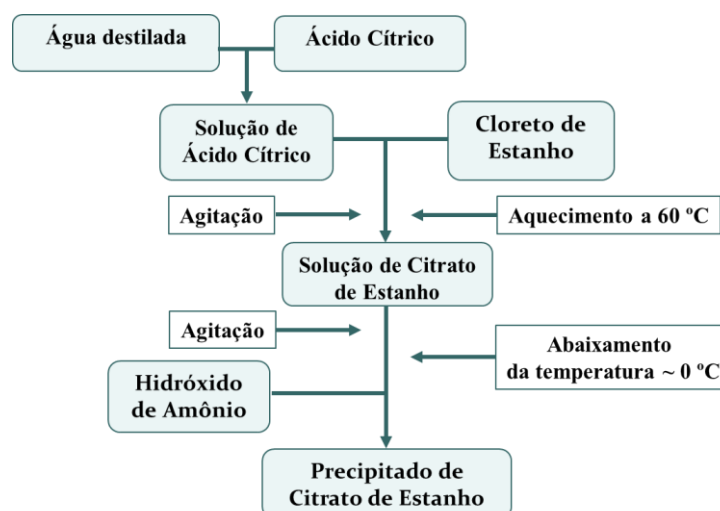 Água destilada
Ácido Cítrico
Solução de
Ácido Cítrico
Cloreto de
Estanho
Agitação
Aquecimento a 60 ºC
Solução de Citrato
de Estanho
Agitação
Abaixamento
da temperatura ~ 0 ºC
Hidróxido
de Amônio
Precipitado de
Citrato de Estanho